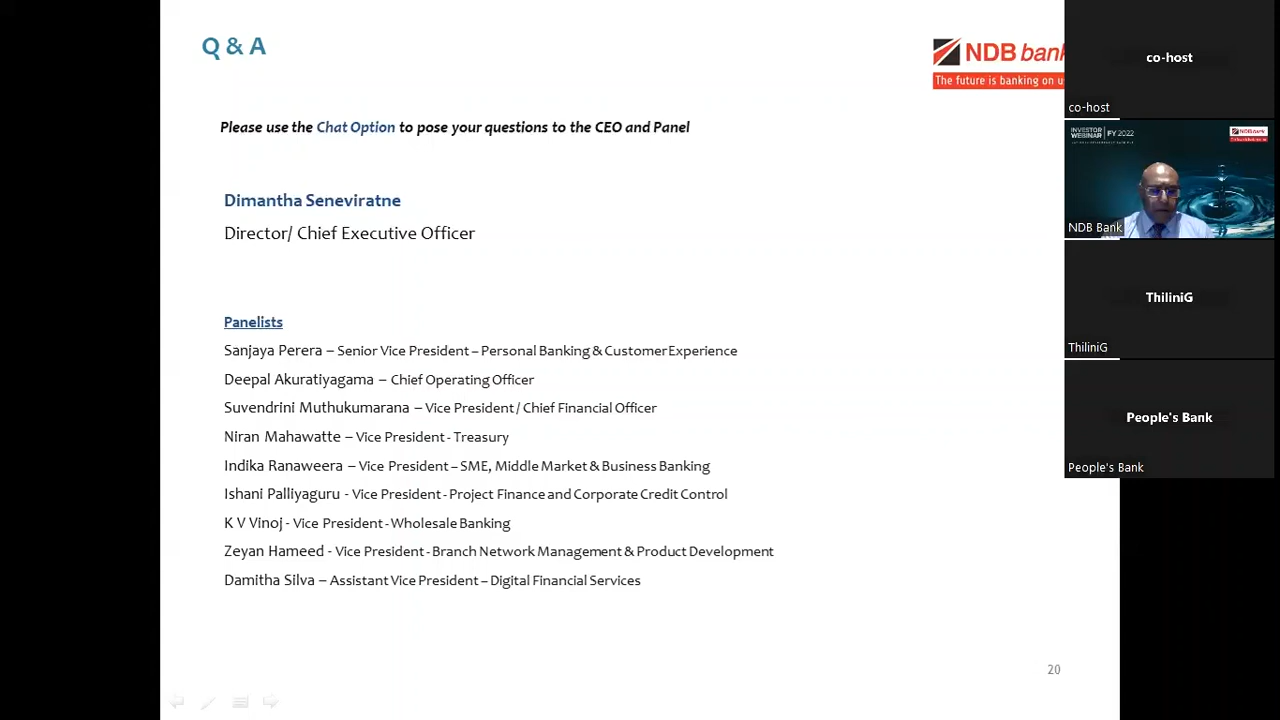 Q & A
NDB bank
The future is banking on u
Please use the Chat Option to pose your questions to the CEO and Panel
Dimantha Seneviratne
Director/ Chief Executive Officer
Panelists
Sanjaya Perera – Senior Vice President – Personal Banking & Customer Experience
Deepal Akuratiyagama – Chief Operating Officer
Suvendrini Muthukumarana – Vice President / Chief Financial Officer
Niran Mahawatte – Vice President - Treasury
Indika Ranaweera – Vice President – SME, Middle Market & Business Banking
Ishani Palliyaguru - Vice President - Project Finance and Corporate Credit Control
K V Vinoj - Vice President - Wholesale Banking
Zeyan Hameed - Vice President - Branch Network Management & Product Development
Damitha Silva – Assistant Vice President – Digital Financial Services
20
co-host
co-host
INVESTOR WEBINAR | FY 2022
NDB Bank
ThiliniG
ThiliniG
People's Bank
People's Bank